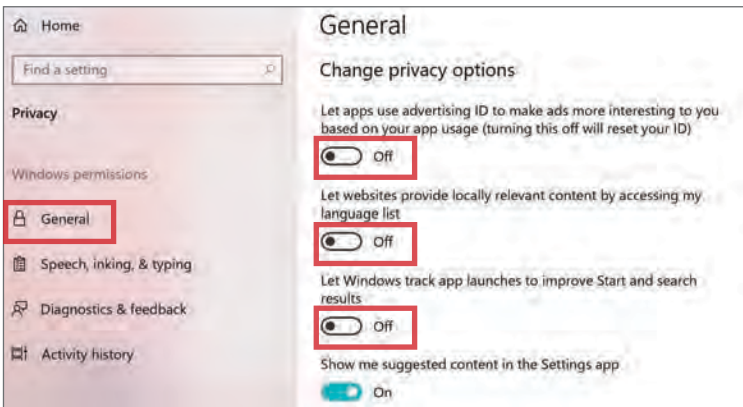 Home
Find a setting
Privacy
Windows permissions
General
Speech, inking, & typing
Diagnostics & feedback
Activity history
General
Change privacy options
Let apps use advertising ID to make ads more interesting to you
based on your app usage (turning this off will reset your ID)
Off
Let websites provide locally relevant content by accessing my
language list
Off
Let Windows track app launches to improve Start and search
results
Off
Show me suggested content in the Settings app
On